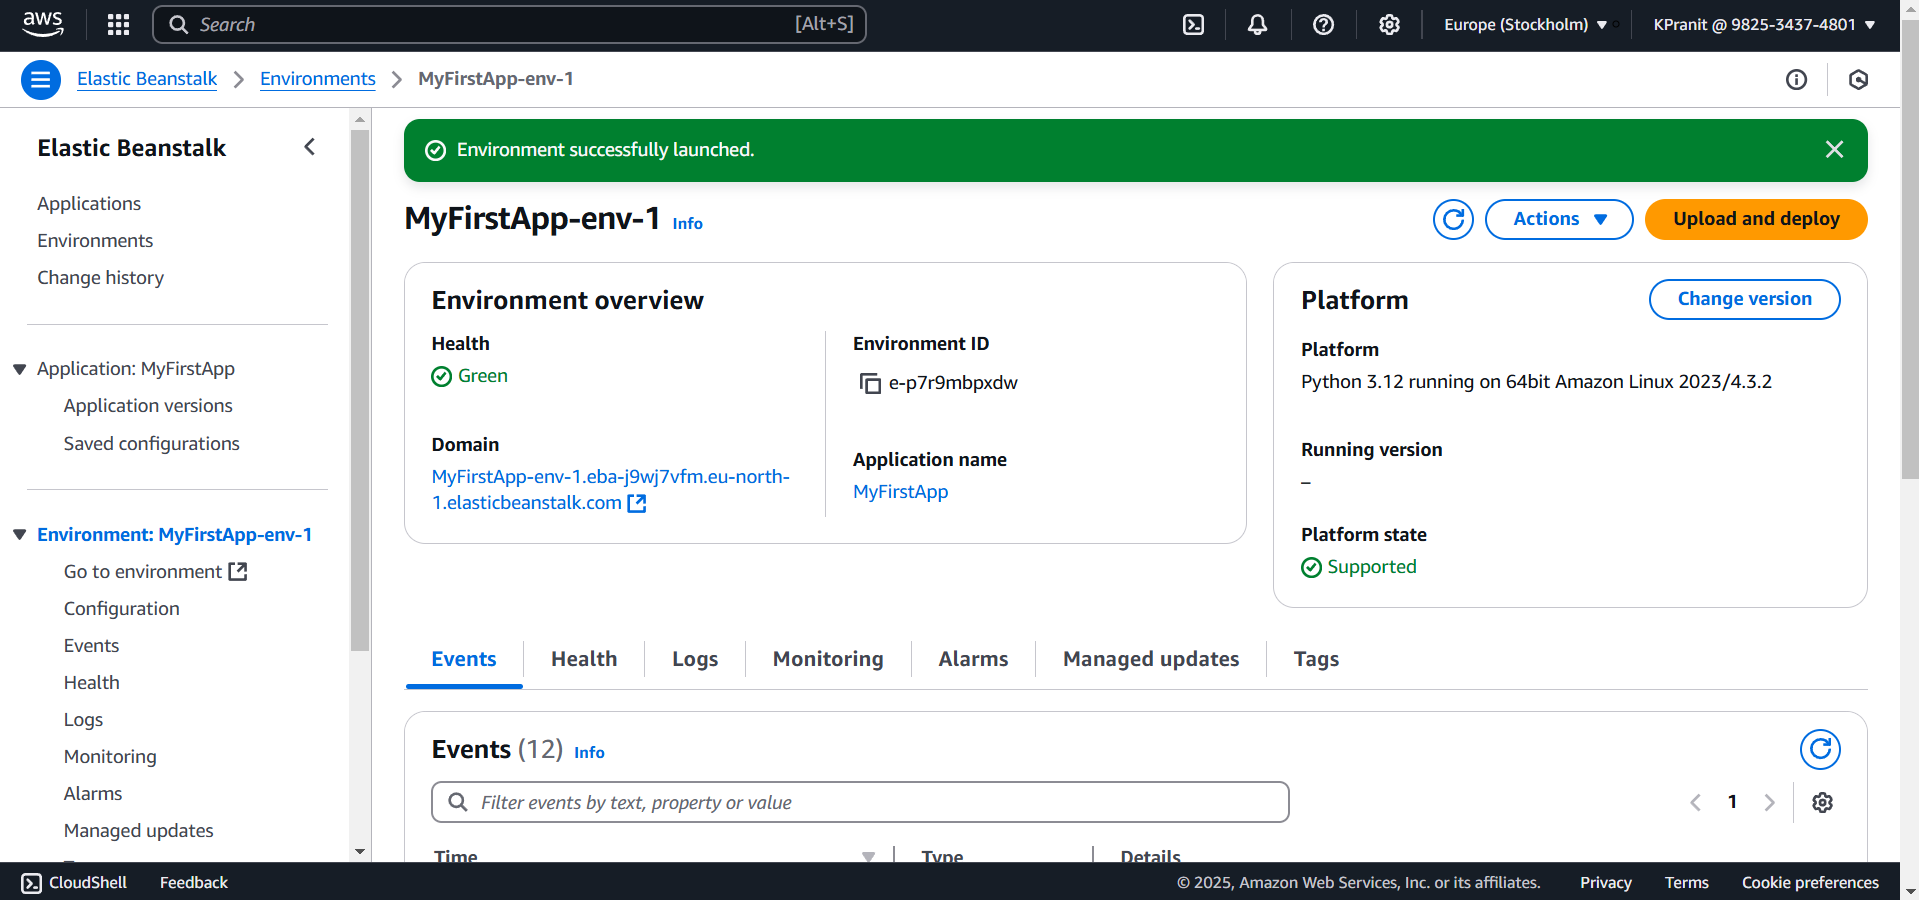 aws
Search [Alt+S]
Europe (Stockholm)
KPranit @ 9825-3437-4801
Elastic Beanstalk
Environments
MyFirstApp-env-1
Elastic Beanstalk
Applications
Environments
Change history
Application: MyFirstApp
Application versions
Saved configurations
Environment: MyFirstApp-env-1
Go to environment
Configuration
Events
Health
Logs
Monitoring
Alarms
Managed updates
Environment successfully launched.
MyFirstApp-env-1 Info
Actions
Upload and deploy
Environment overview
Health
Green
Domain
MyFirstApp-env-1.eba-j9wj7vfm.eu-north-
1.elasticbeanstalk.com
Environment ID
e-p7r9mbpxdw
Application name
MyFirstApp
Platform
Change version
Platform
Python 3.12 running on 64bit Amazon Linux 2023/4.3.2
Running version
–
Platform state
Supported
Events
Health
Logs
Monitoring
Alarms
Managed updates
Tags
Events (12) Info
Filter events by text, property or value
1
Time
Type
Details
CloudShell
Feedback
© 2025, Amazon Web Services, Inc. or its affiliates.
Privacy
Terms
Cookie preferences